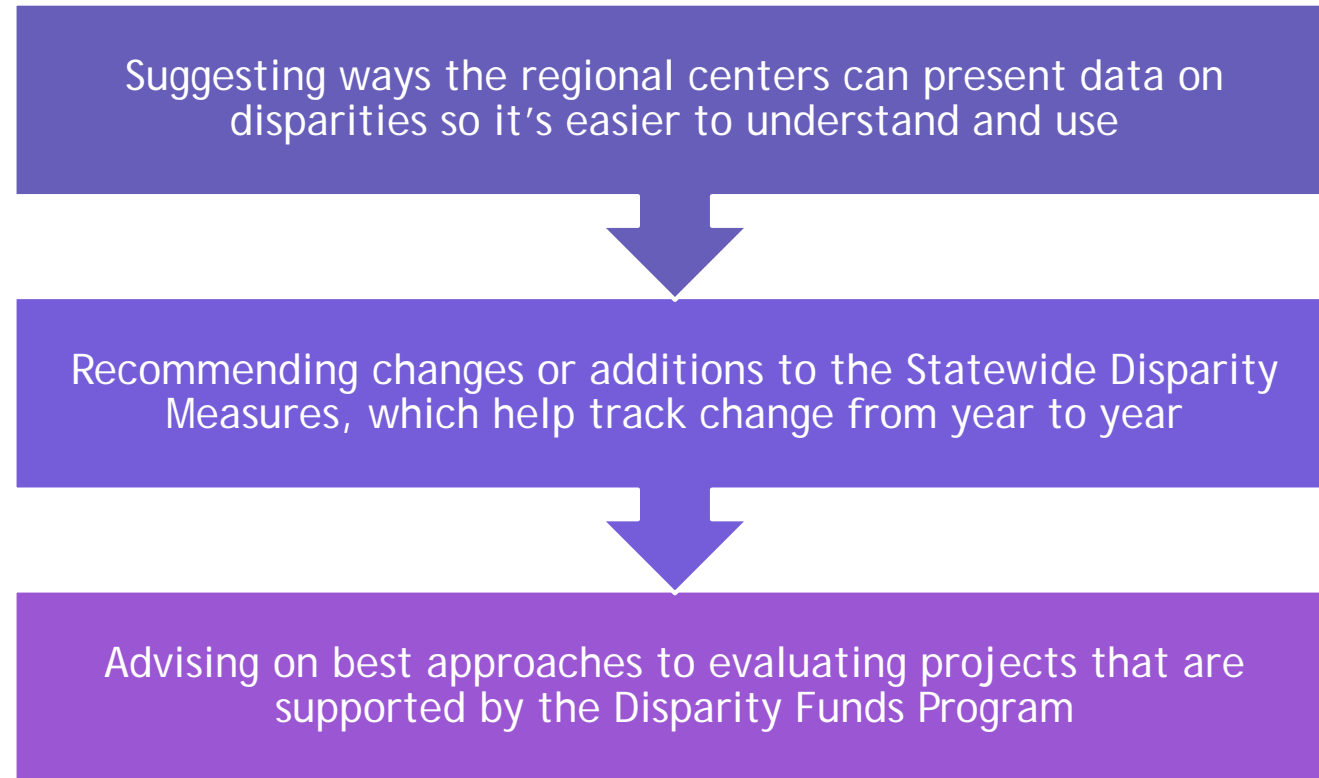 Suggesting ways the regional centers can present data on
disparities so it’s easier to understand and use
Recommending changes or additions to the Statewide Disparity
Measures, which help track change from year to year
Advising on best approaches to evaluating projects that are
supported by the Disparity Funds Program